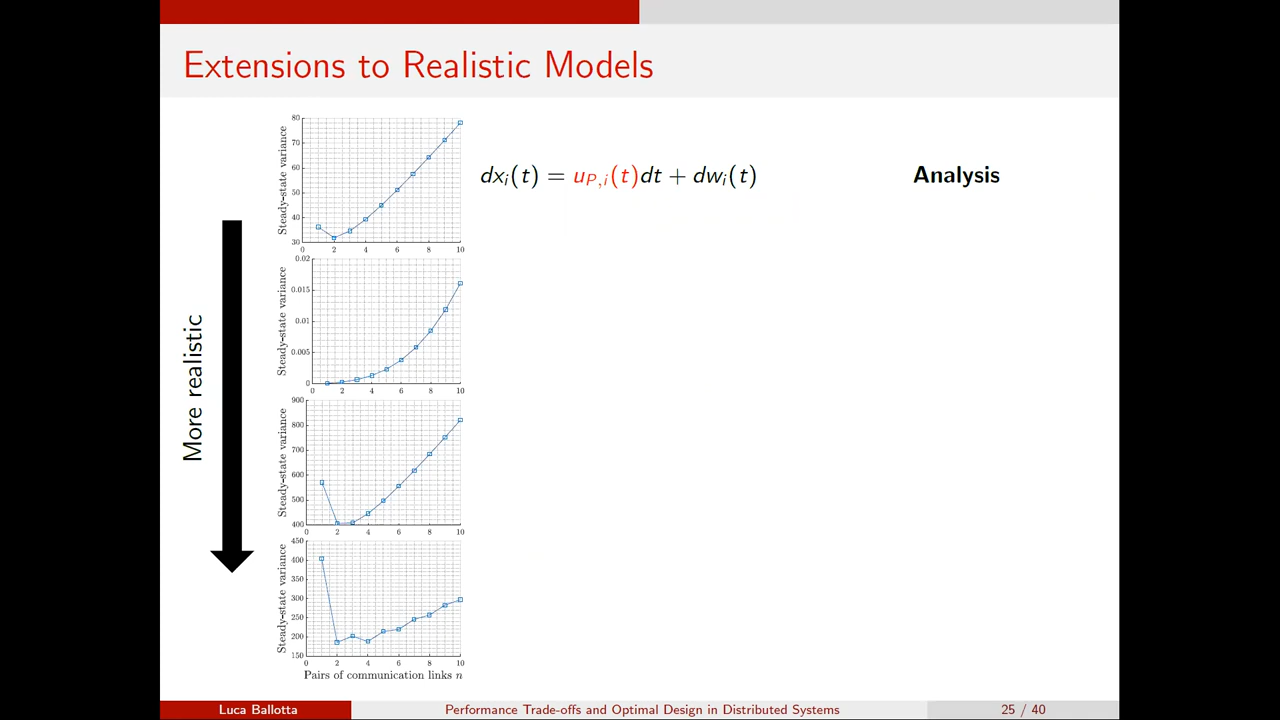 Extensions to Realistic Models
More realistic
Steady-state variance
80
70
60
50
40
30
0 2 4 6 8 10
dxᵢ(t) = u_{P,i}(t)dt + dwᵢ(t)
Analysis
Steady-state variance
0.02
0.015
0.01
0.005
0
0 2 4 6 8 10
Steady-state variance
900
800
700
600
500
400
0 2 4 6 8 10
Steady-state variance
450
400
350
300
250
200
150
0 2 4 6 8 10
Pairs of communication links n
Luca Ballotta
Performance Trade-offs and Optimal Design in Distributed Systems
25 / 40